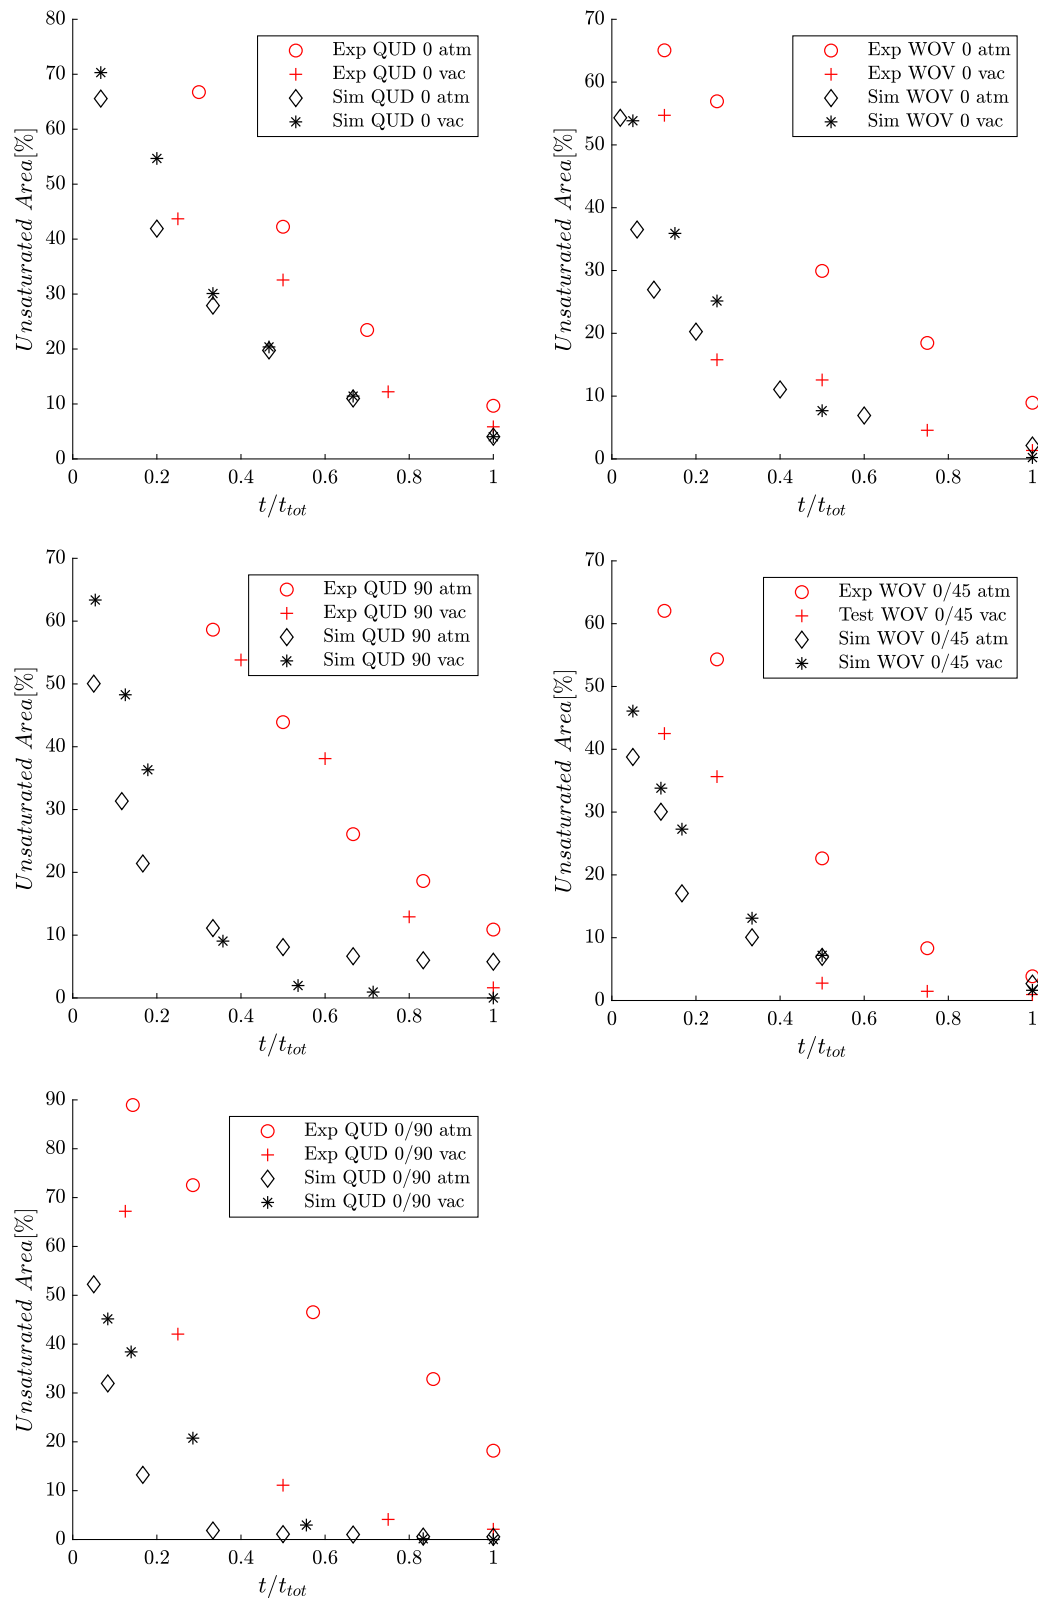 80
70
60
50
40
30
20
10
0
Unsaturated Area[%]
Exp QUD 0 atm
Exp QUD 0 vac
Sim QUD 0 atm
Sim QUD 0 vac
0 0.2 0.4 0.6 0.8 1
t/t_tot
70
60
50
40
30
20
10
0
Unsaturated Area[%]
Exp WOV 0 atm
Exp WOV 0 vac
Sim WOV 0 atm
Sim WOV 0 vac
0 0.2 0.4 0.6 0.8 1
t/t_tot
70
60
50
40
30
20
10
0
Unsaturated Area[%]
Exp QUD 90 atm
Exp QUD 90 vac
Sim QUD 90 atm
Sim QUD 90 vac
0 0.2 0.4 0.6 0.8 1
t/t_tot
70
60
50
40
30
20
10
0
Unsaturated Area[%]
Exp WOV 0/45 atm
Test WOV 0/45 vac
Sim WOV 0/45 atm
Sim WOV 0/45 vac
0 0.2 0.4 0.6 0.8 1
t/t_tot
90
80
70
60
50
40
30
20
10
0
Unsaturated Area[%]
Exp QUD 0/90 atm
Exp QUD 0/90 vac
Sim QUD 0/90 atm
Sim QUD 0/90 vac
0 0.2 0.4 0.6 0.8 1
t/t_tot